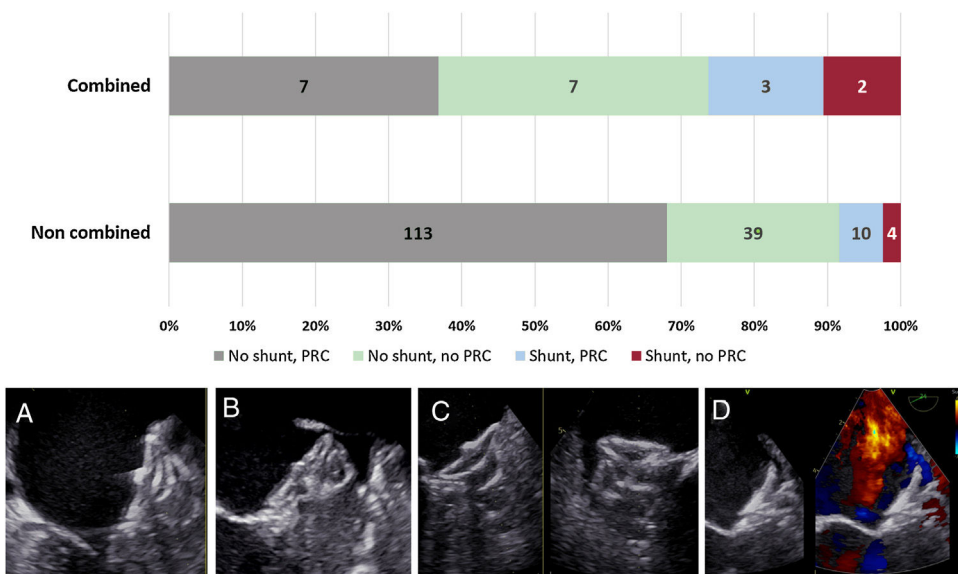 Combined
7 7 3 2
Non combined
113 39 10 4
0% 10% 20% 30% 40% 50% 60% 70% 80% 90% 100%
No shunt, PRC No shunt, no PRC Shunt, PRC Shunt, no PRC
A B C D